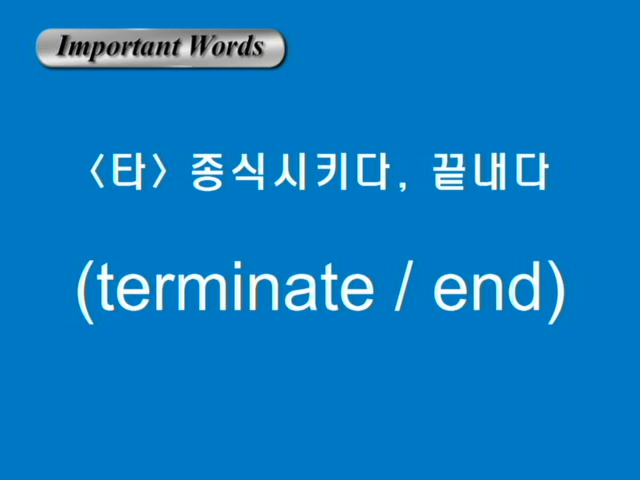 Important Words
<타> 종식시키다, 끝내다
(terminate / end)